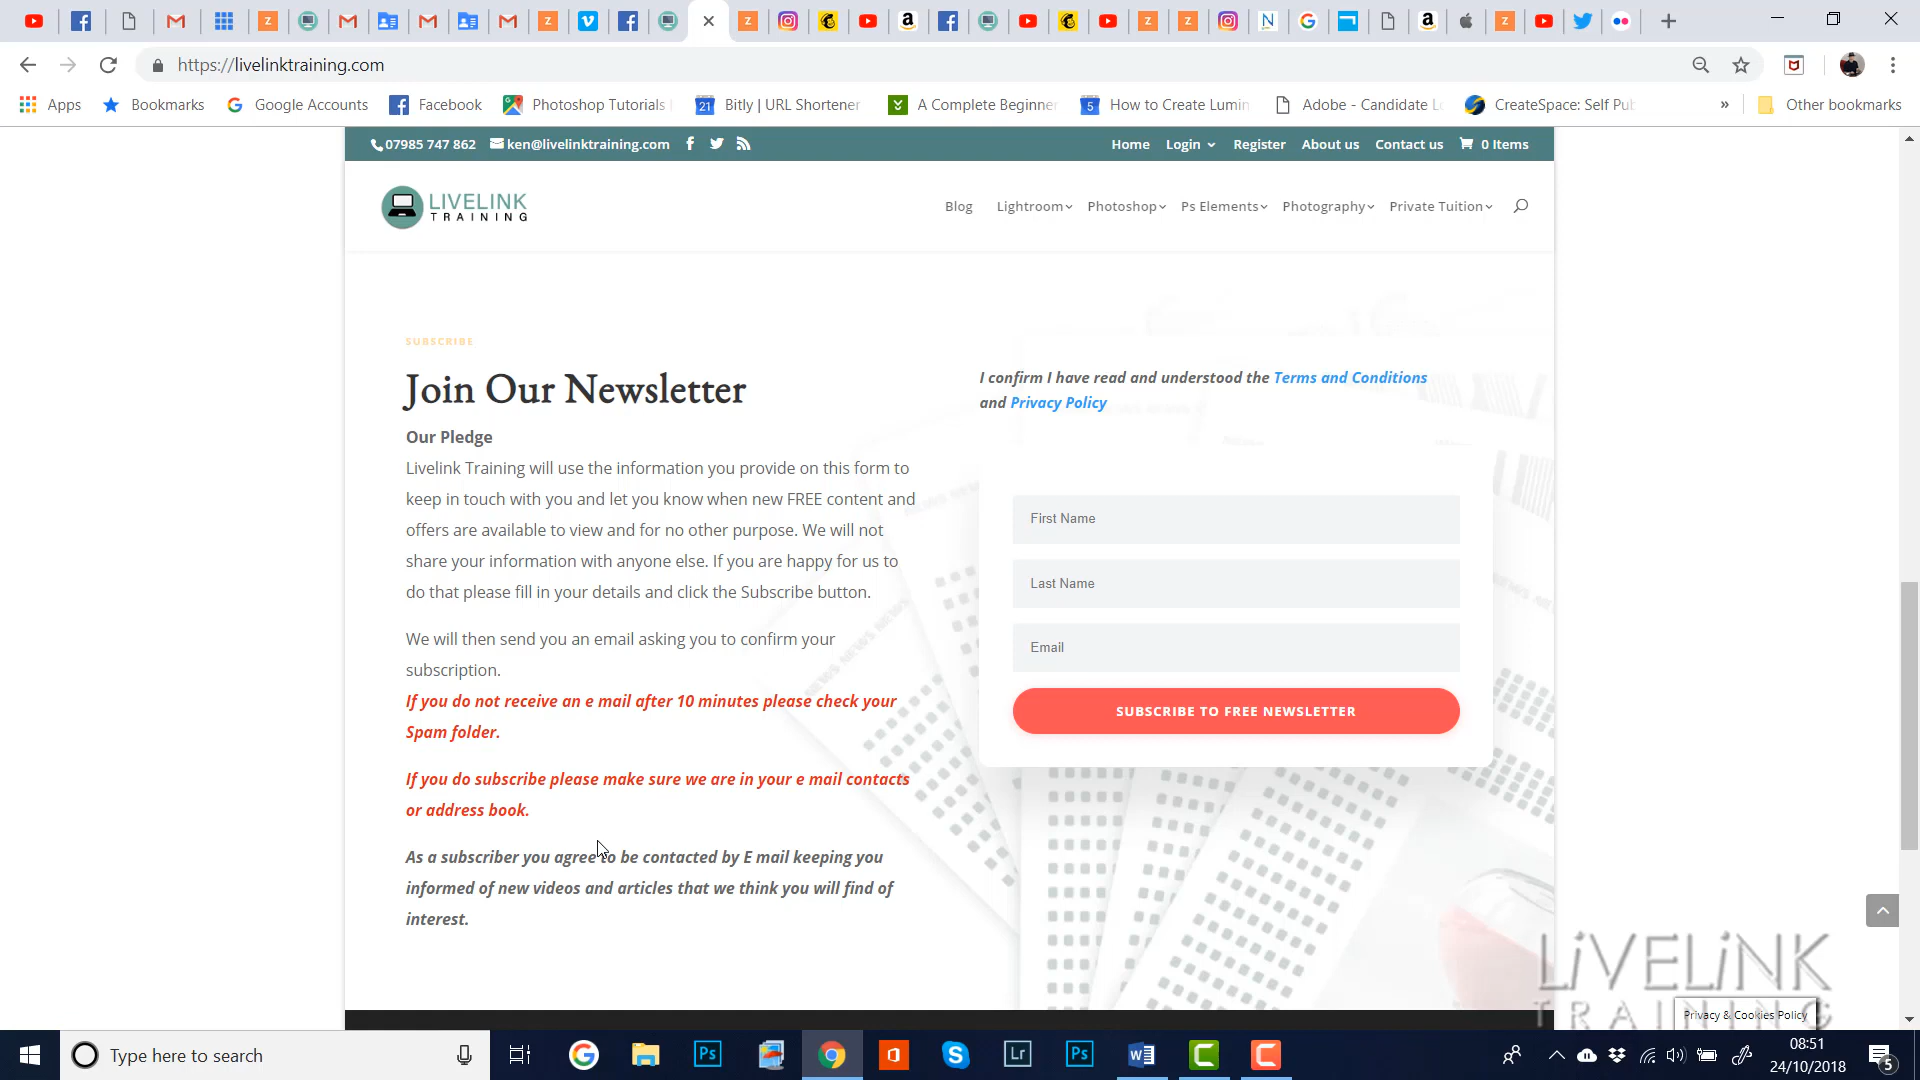 https://livelinktraining.com
Apps Bookmarks Google Accounts Facebook Photoshop Tutorials Bitly | URL Shortener A Complete Beginner How to Create Lumin Adobe - Candidate L CreateSpace: Self Pu » Other bookmarks
07985 747 862 ken@livelinktraining.com Home Login Register About us Contact us 0 Items
LIVELINK
TRAINING
Blog Lightroom Photoshop Ps Elements Photography Private Tuition
SUBSCRIBE
Join Our Newsletter
Our Pledge
Livelink Training will use the information you provide on this form to
keep in touch with you and let you know when new FREE content and
offers are available to view and for no other purpose. We will not
share your information with anyone else. If you are happy for us to
do that please fill in your details and click the Subscribe button.
We will then send you an email asking you to confirm your
subscription.
If you do not receive an e mail after 10 minutes please check your
Spam folder.
If you do subscribe please make sure we are in your e mail contacts
or address book.
As a subscriber you agree to be contacted by E mail keeping you
informed of new videos and articles that we think you will find of
interest.
I confirm I have read and understood the Terms and Conditions
and Privacy Policy
First Name
Last Name
Email
SUBSCRIBE TO FREE NEWSLETTER
LiVELiNK
TRAINING
Privacy & Cookies Policy
Type here to search
08:51
24/10/2018
5